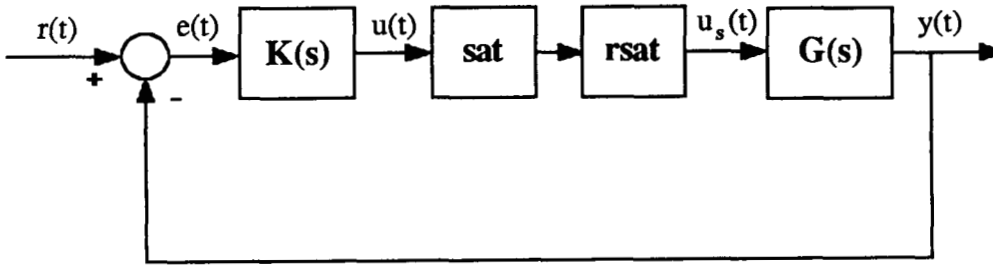 r(t)
e(t)
K(s)
u(t)
sat
rsat
u_s(t)
G(s)
y(t)
+
-